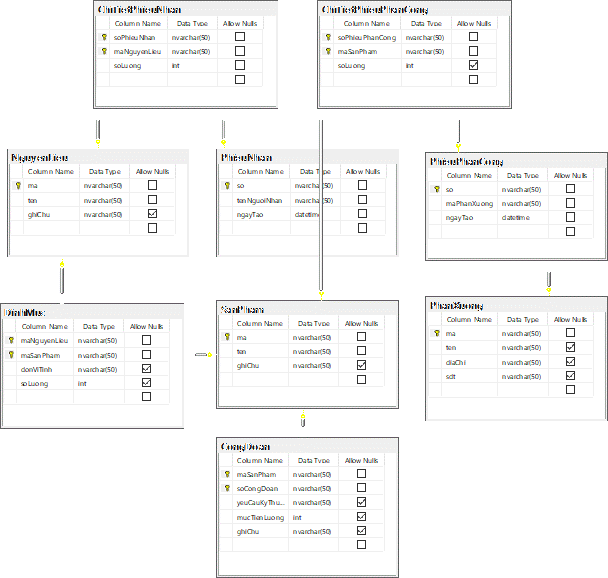 ChiTietPhieuNhan
Column Name Data Type Allow Nulls
soPhieuNhan nvarchar(50)
maNguyenLieu nvarchar(50)
soLuong int
ChiTietPhieuPhanCong
Column Name Data Type Allow Nulls
soPhieuPhanCong nvarchar(50)
maSanPham nvarchar(50)
soLuong int
NguyenLieu
Column Name Data Type Allow Nulls
ma nvarchar(50)
ten nvarchar(50)
ghiChu nvarchar(50)
PhieuNhan
Column Name Data Type Allow Nulls
so nvarchar(50)
tenNguoiNhan nvarchar(50)
ngayTao datetime
PhieuPhanCong
Column Name Data Type Allow Nulls
so nvarchar(50)
maPhanXuong nvarchar(50)
ngayTao datetime
DinhMuc
Column Name Data Type Allow Nulls
maNguyenLieu nvarchar(50)
maSanPham nvarchar(50)
donViTinh nvarchar(50)
soLuong int
SanPham
Column Name Data Type Allow Nulls
ma nvarchar(50)
ten nvarchar(50)
ghiChu nvarchar(50)
PhanXuong
Column Name Data Type Allow Nulls
ma nvarchar(50)
ten nvarchar(50)
diaChi nvarchar(50)
sdt nvarchar(50)
CongDoan
Column Name Data Type Allow Nulls
maSanPham nvarchar(50)
soCongDoan nvarchar(50)
yeuCauKyThu... nvarchar(50)
mucTienLuong int
ghiChu nvarchar(50)